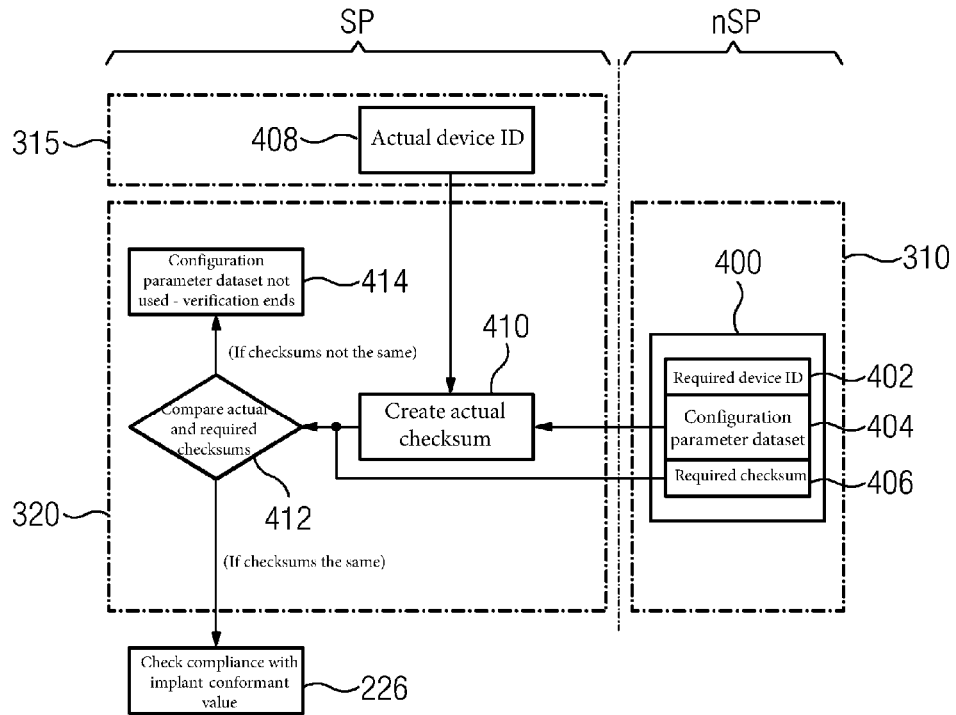 SP
nSP
315
408
Actual device ID
310
Configuration
parameter dataset not
used - verification ends
414
400
(If checksums not the same)
410
Required device ID
402
Compare actual
and required
checksums
Create actual
checksum
Configuration
parameter dataset
404
Required checksum
406
320
412
(If checksums the same)
Check compliance with
implant conformant
value
226